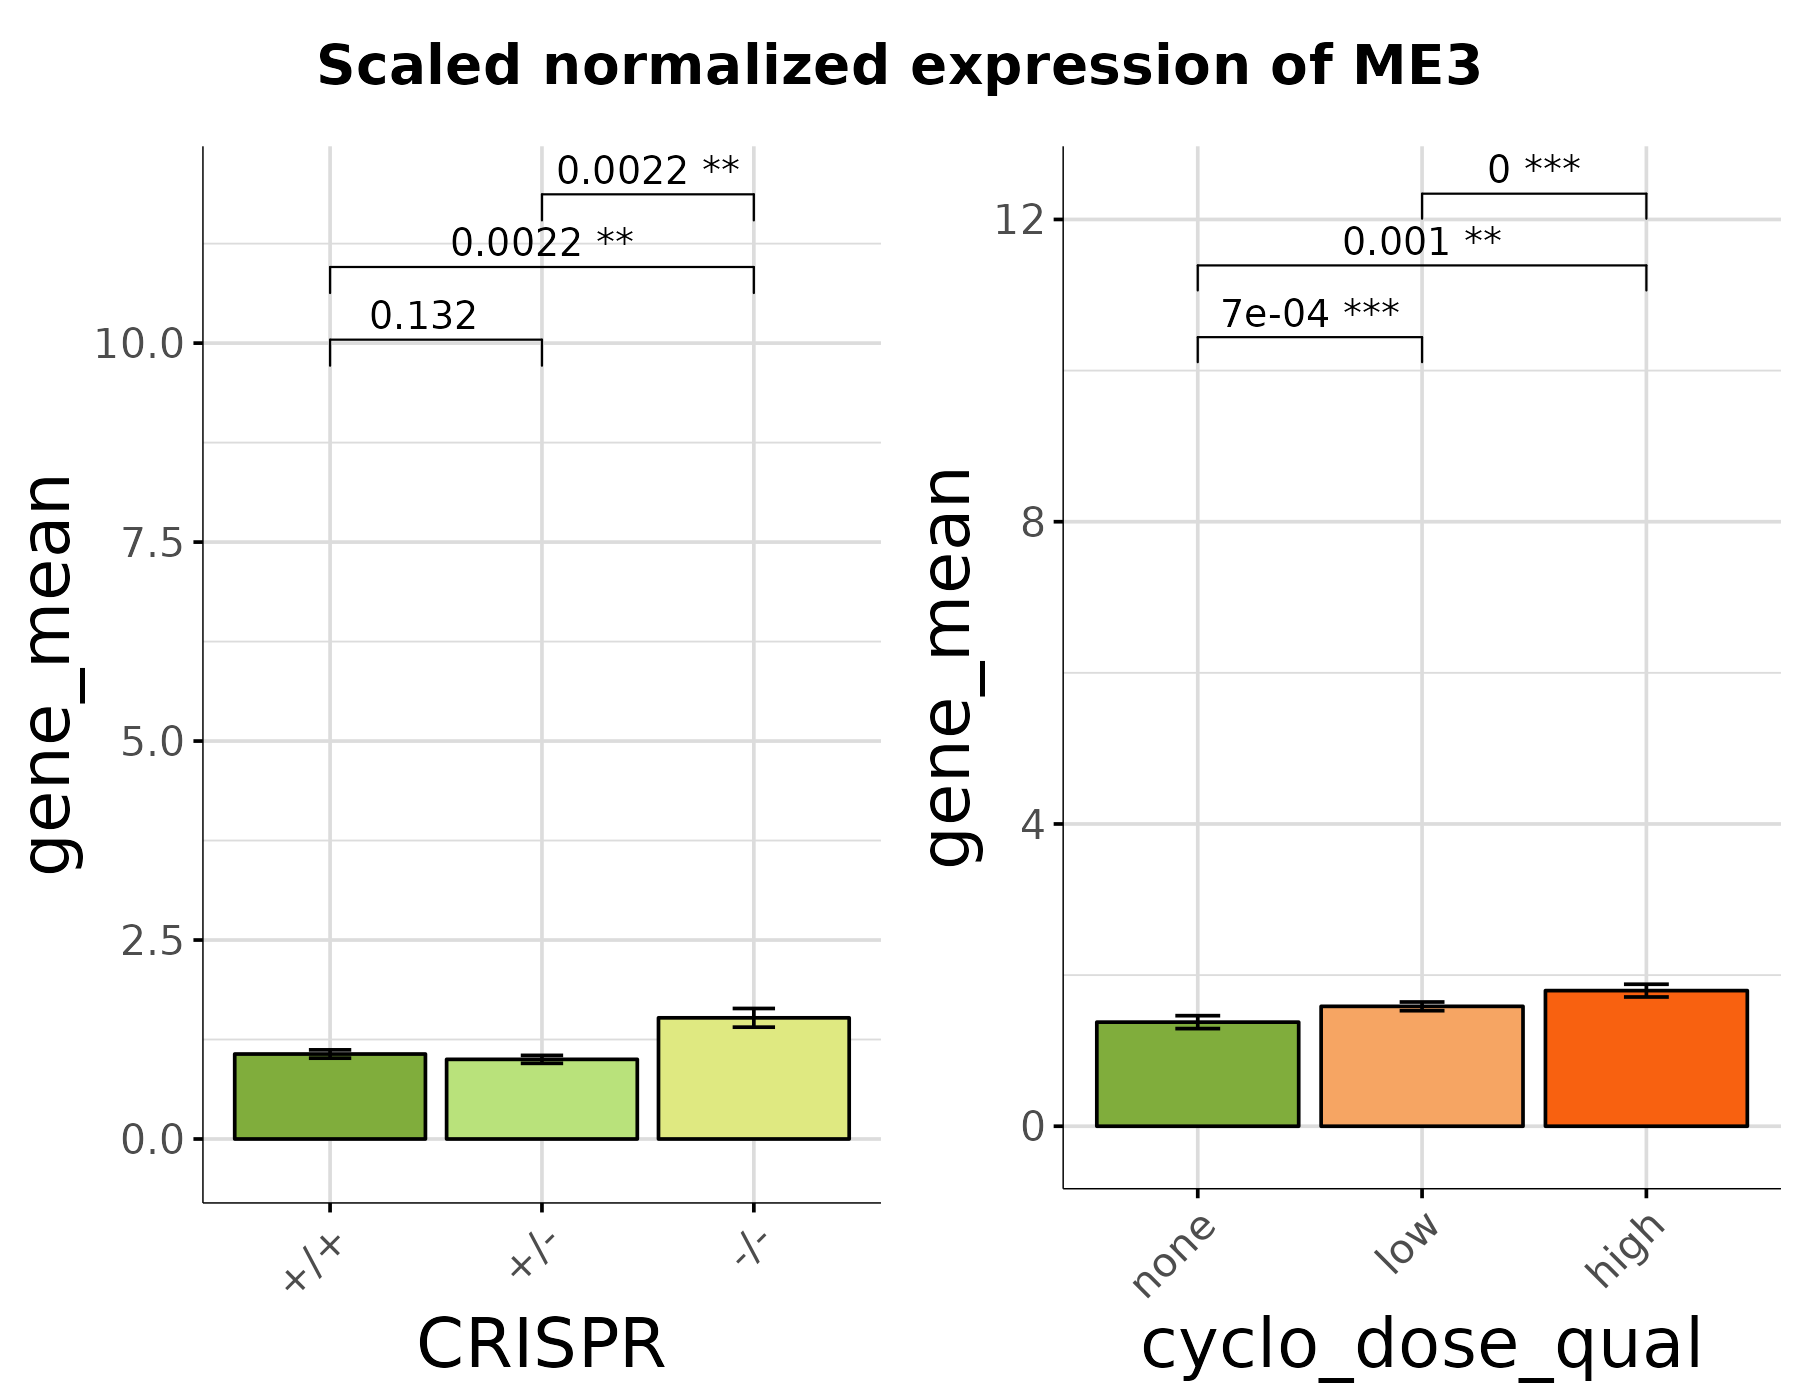 Scaled normalized expression of ME3
gene_mean
10.0
7.5
5.0
2.5
0.0
0.0022 **
0.0022 **
0.132
+/+
+/-
-/-
CRISPR
gene_mean
12
8
4
0
0 ***
0.001 **
7e-04 ***
none
low
high
cyclo_dose_qual